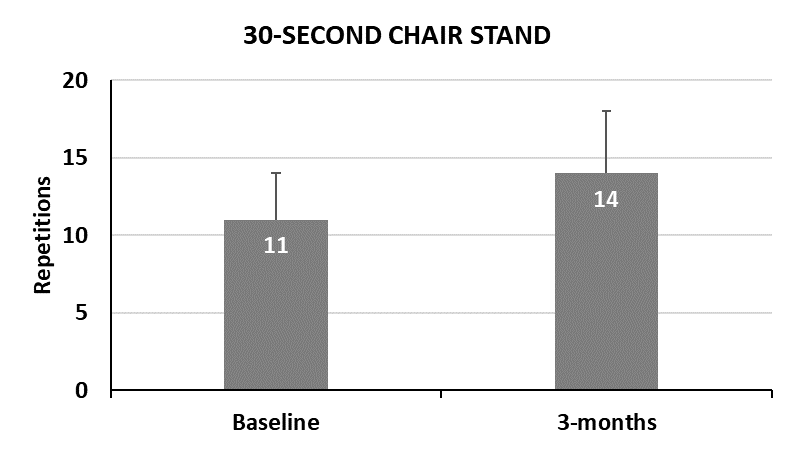 30-SECOND CHAIR STAND
20
15
10
5
0
Repetitions
11
14
Baseline
3-months